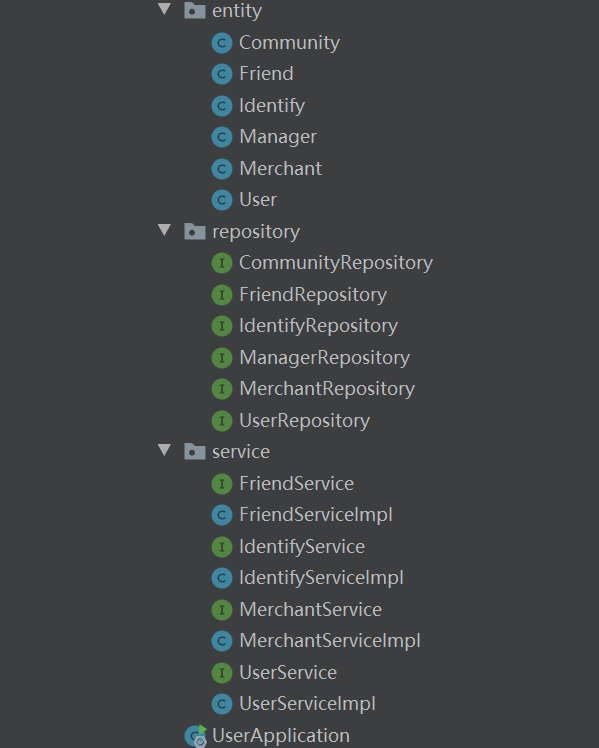 entity
C Community
C Friend
C Identify
C Manager
C Merchant
C User
repository
I CommunityRepository
I FriendRepository
I IdentifyRepository
I ManagerRepository
I MerchantRepository
I UserRepository
service
I FriendService
C FriendServiceImpl
I IdentifyService
C IdentifyServiceImpl
I MerchantService
C MerchantServiceImpl
I UserService
C UserServiceImpl
C UserApplication